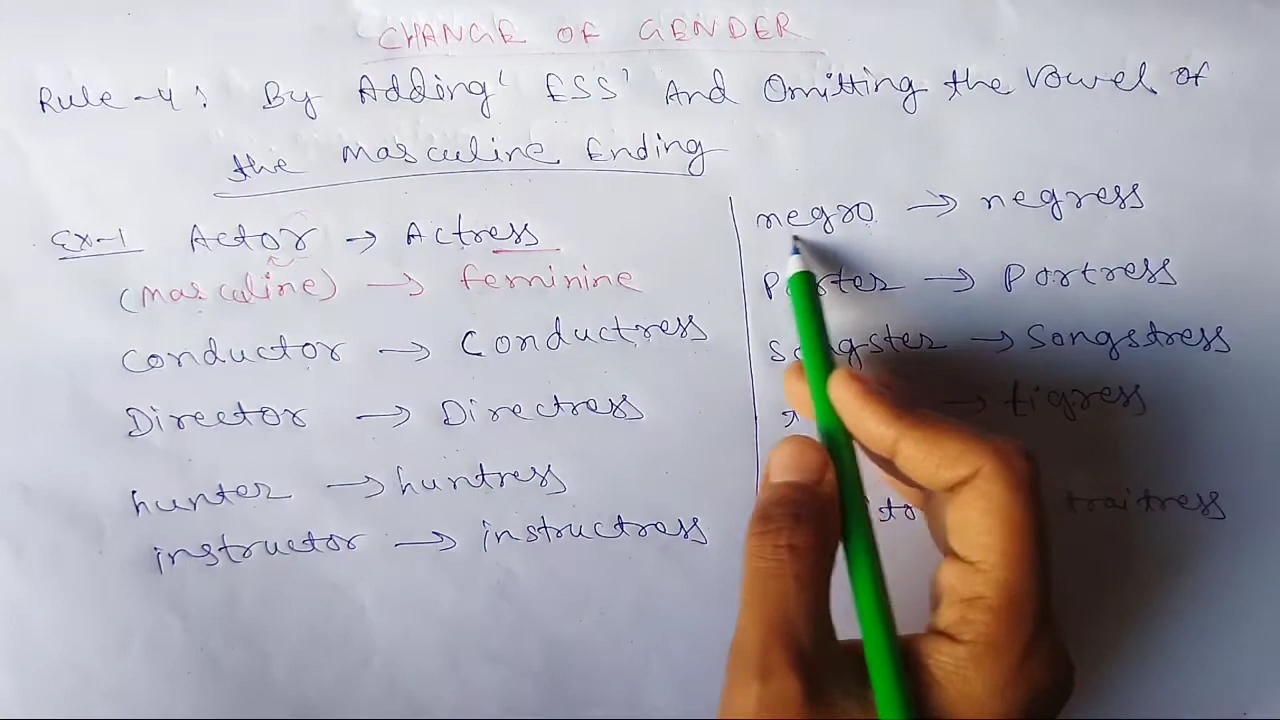 CHANGE OF GENDER
Rule-4: By Adding 'ESS' And Omitting the vowel of
the Masculine Ending
Ex-1 Actor → Actress
(Masculine) → feminine
Conductor → Conductress
Director → Directress
hunter → huntress
instructor → instructress
negro → negress
Porter → Portress
Songster → Songstress
→ tigress
traitress